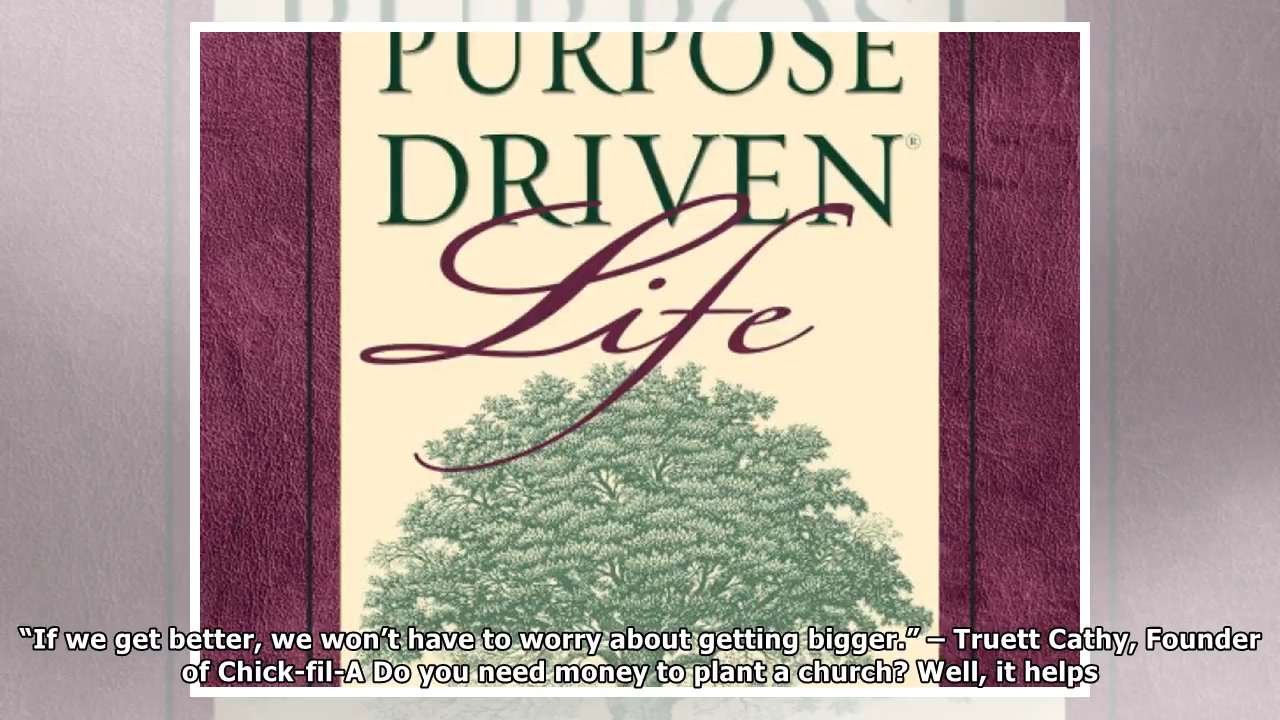 PURPOSE
PURPOSE
DRIVEN®
Life
“If we get better, we won’t have to worry about getting bigger.” – Truett Cathy, Founder
of Chick-fil-A Do you need money to plant a church? Well, it helps